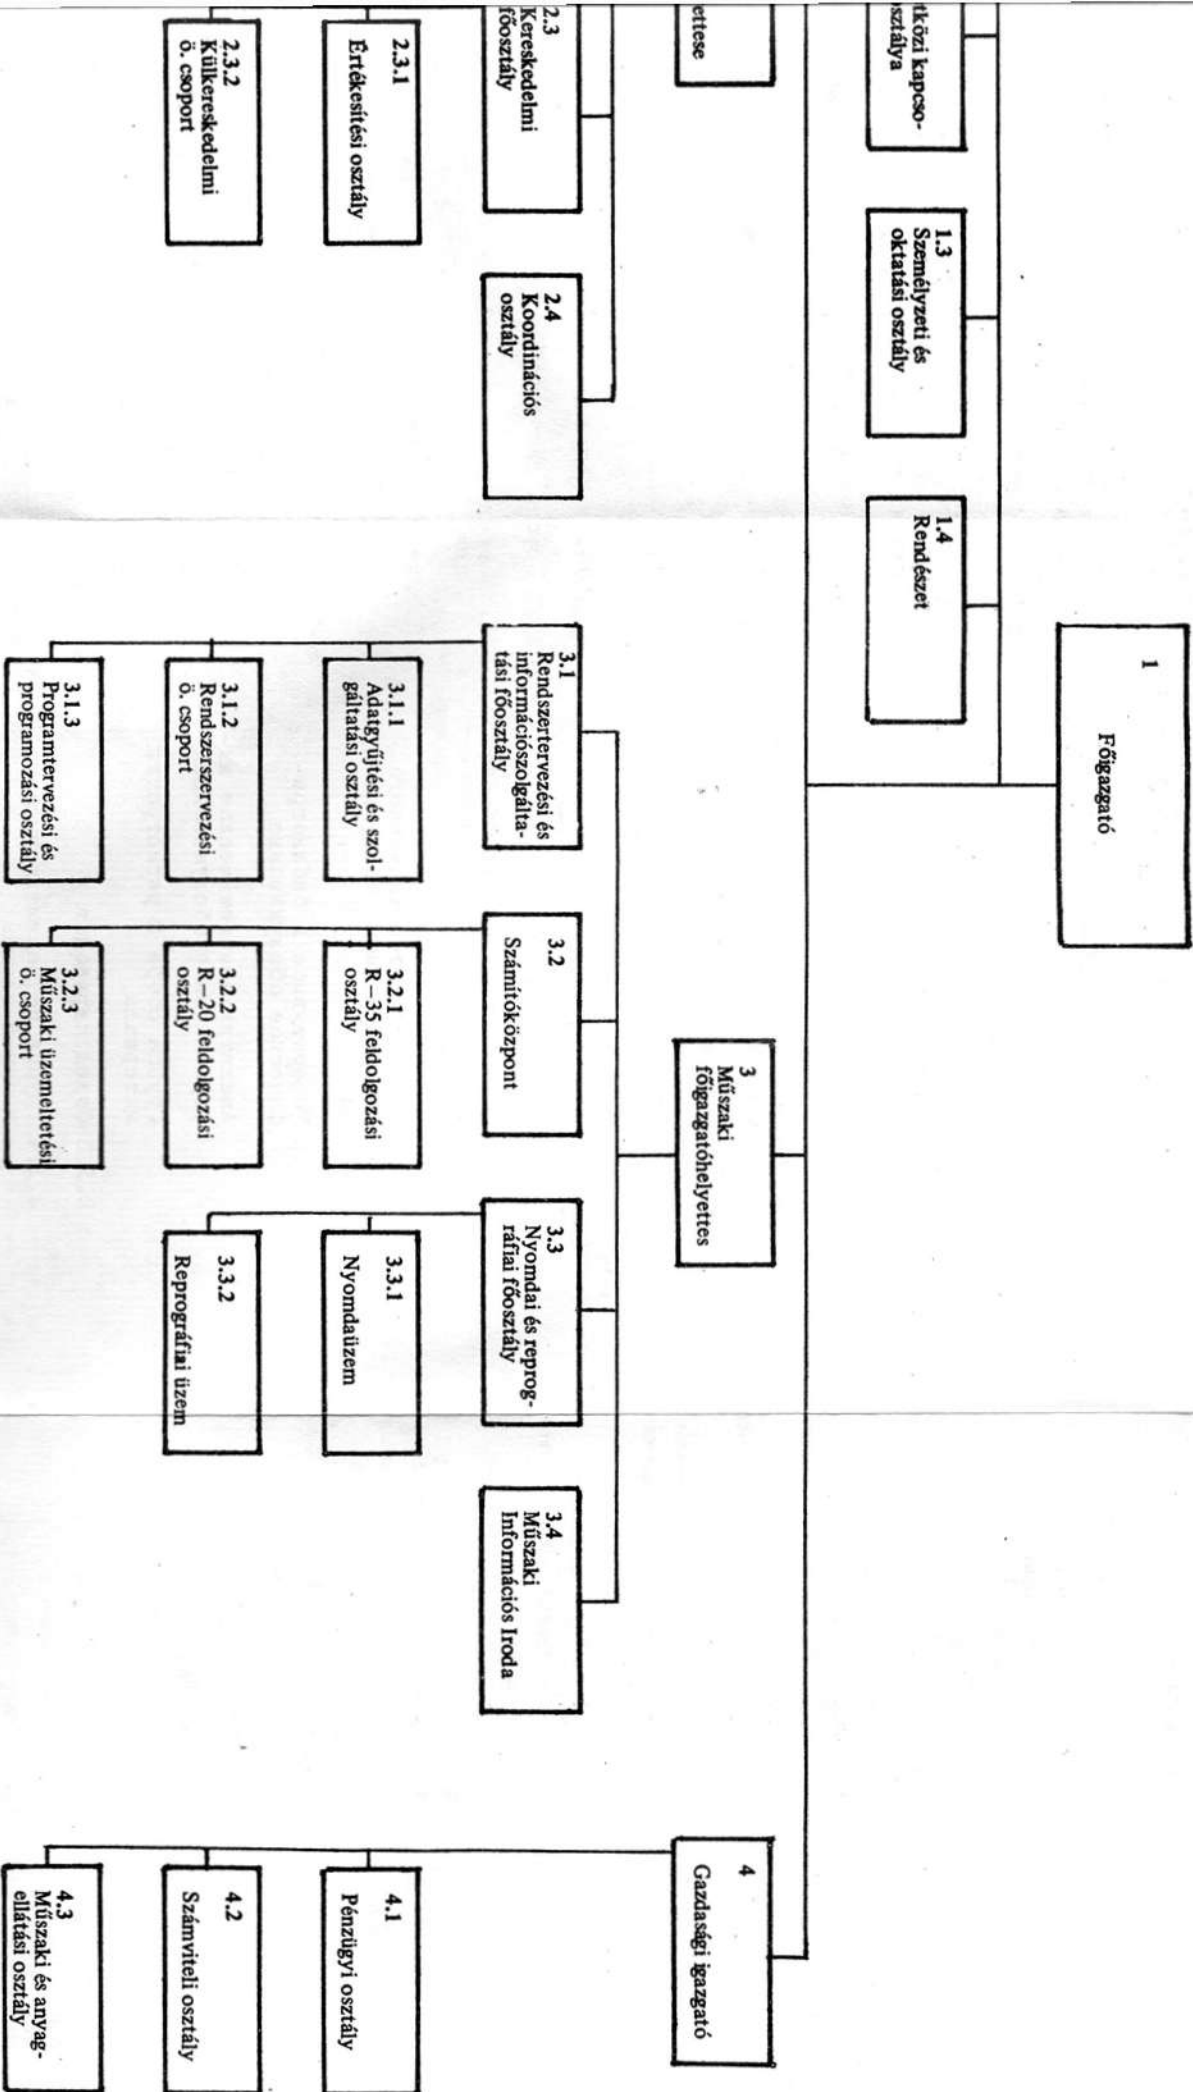 1
Főigazgató
tközi kapcso-
sztálya
1.3
Személyzeti és
oktatási osztály
1.4
Rendészet
ettese
3
Műszaki
főigazgatóhelyettes
4
Gazdasági igazgató
2.3
Kereskedelmi
főosztály
2.4
Koordinációs
osztály
3.1
Rendszertervezési és
információszolgálta-
tási főosztály
3.2
Számítóközpont
3.3
Nyomdai és reprog-
ráfiai főosztály
3.4
Műszaki
Információs Iroda
2.3.1
Értékesítési osztály
3.1.1
Adatgyűjtési és szol-
gáltatási osztály
3.2.1
R–35 feldolgozási
osztály
3.3.1
Nyomdaüzem
4.1
Pénzügyi osztály
2.3.2
Külkereskedelmi
ö. csoport
3.1.2
Rendszerszervezési
ö. csoport
3.2.2
R–20 feldolgozási
osztály
3.3.2
Reprográfiai üzem
4.2
Számviteli osztály
3.1.3
Programtervezési és
programozási osztály
3.2.3
Műszaki üzemeltetési
ö. csoport
4.3
Műszaki és anyag-
ellátási osztály